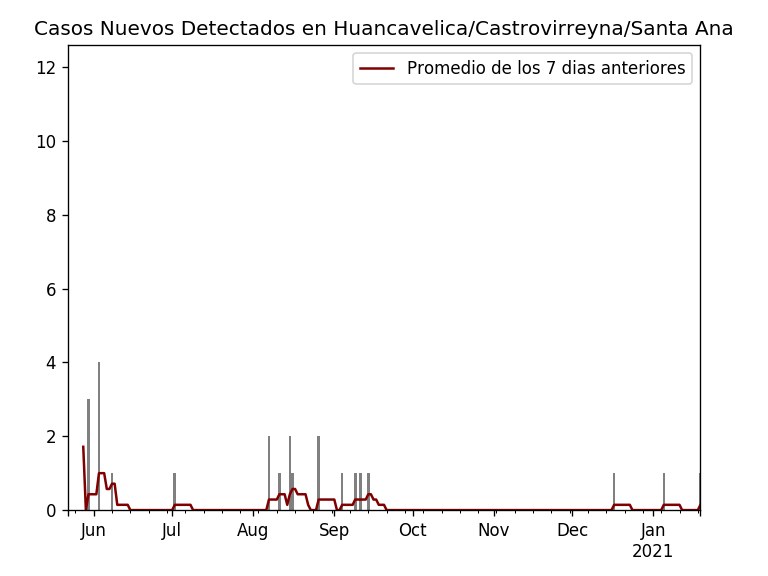 Casos Nuevos Detectados en Huancavelica/Castrovirreyna/Santa Ana
Promedio de los 7 dias anteriores
12
10
8
6
4
2
0
Jun Jul Aug Sep Oct Nov Dec Jan
2021